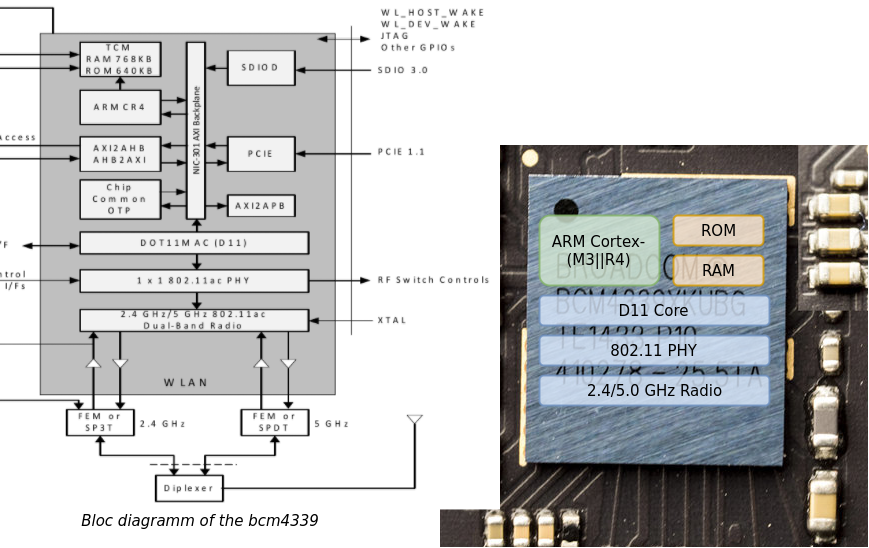 WL_HOST_WAKE
WL_DEV_WAKE
JTAG
Other GPIOs
TCM
RAM 768KB
ROM 640KB
SDIOD
SDIO 3.0
ARM CR4
NIC-301 AXI Backplane
Access
AXI2AHB
AHB2AXI
PCIE
PCIE 1.1
Chip
Common
OTP
AXI2APB
/F
DOT11MAC (D11)
ntrol
I/Fs
1 x 1 802.11ac PHY
RF Switch Controls
2.4 GHz/5 GHz 802.11ac
Dual-Band Radio
XTAL
WLAN
FEM or
SP3T
2.4 GHz
FEM or
SPDT
5 GHz
Diplexer
Bloc diagramm of the bcm4339
ARM Cortex-
(M3||R4)
ROM
RAM
BROADCOM
D11 Core
802.11 PHY
2.4/5.0 GHz Radio